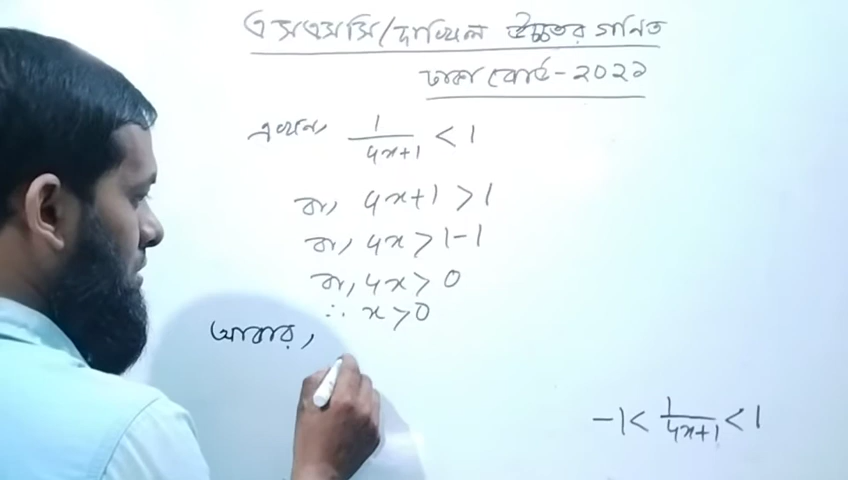 এসএসসি/দাখিল উচ্চতর গণিত
ঢাকা বোর্ড-২০২১
এখন, 1/(4x+1) < 1
বা, 4x+1 > 1
বা, 4x > 1-1
বা, 4x > 0
∴ x > 0
আবার,
-1 < 1/(4x+1) < 1